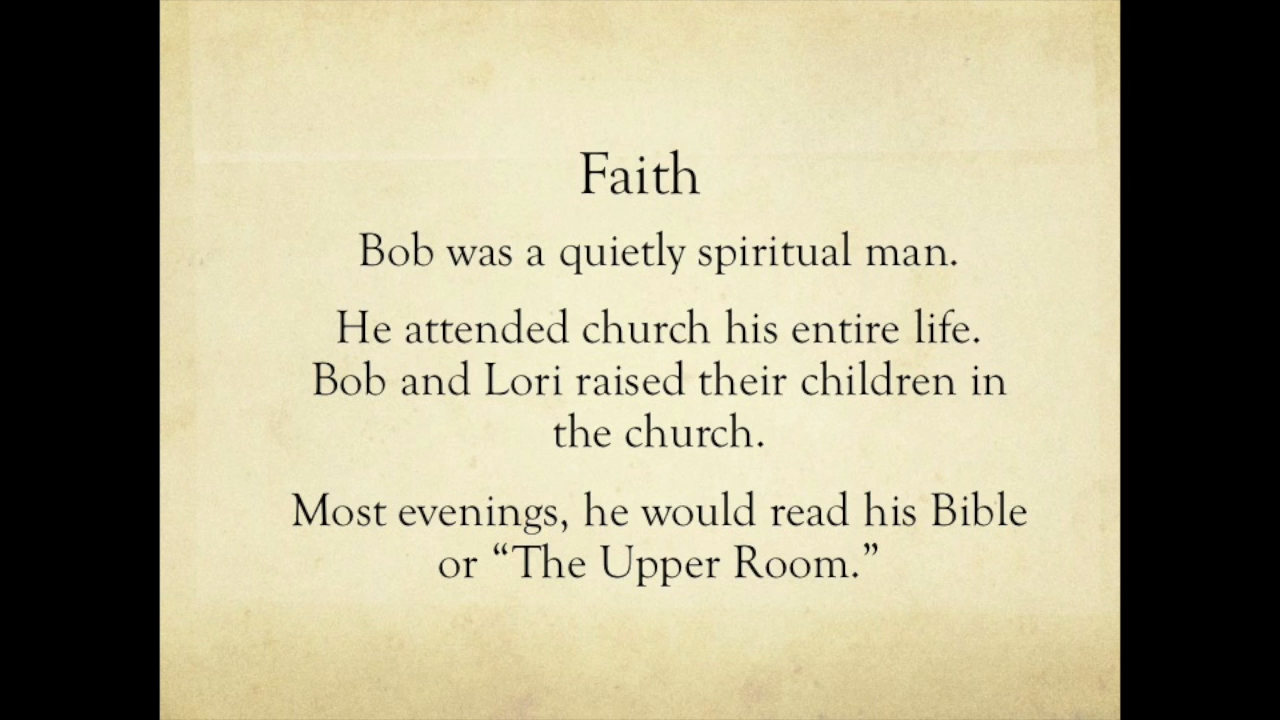 Faith
Bob was a quietly spiritual man.
He attended church his entire life.
Bob and Lori raised their children in
the church.
Most evenings, he would read his Bible
or “The Upper Room.”